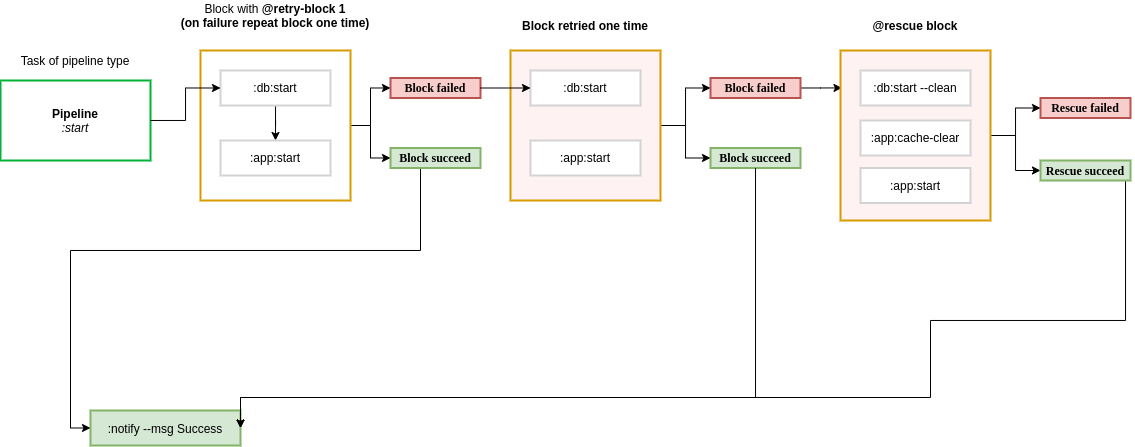 Block with @retry-block 1
(on failure repeat block one time)
Block retried one time
@rescue block
Task of pipeline type
Pipeline
:start
:db:start
:app:start
Block failed
Block succeed
:db:start
:app:start
Block failed
Block succeed
:db:start --clean
:app:cache-clear
:app:start
Rescue failed
Rescue succeed
:notify --msg Success